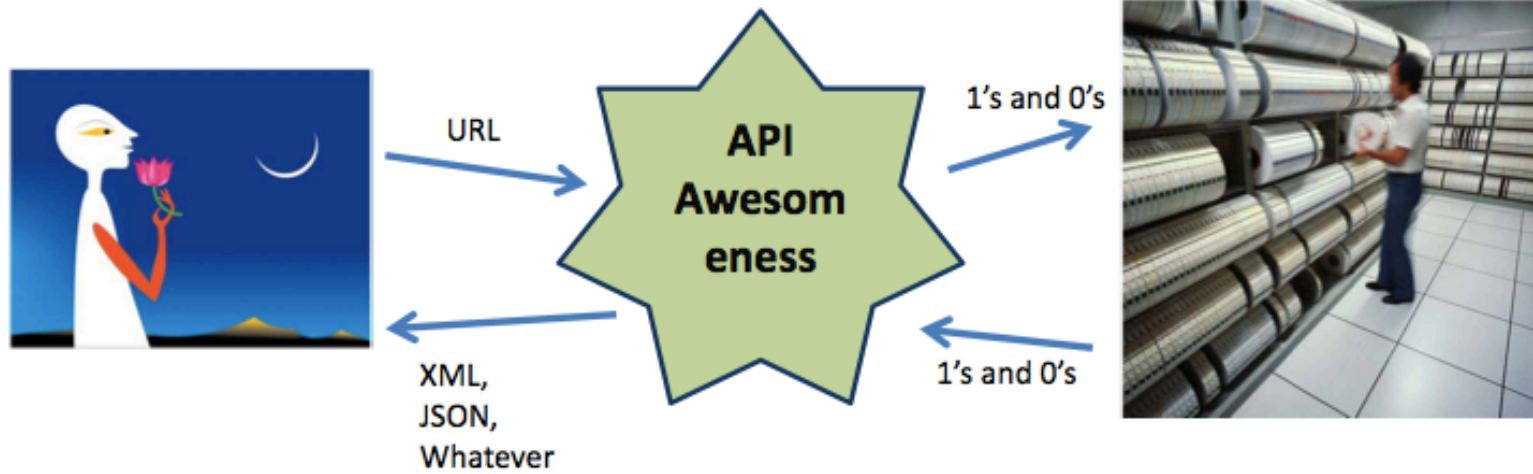 URL
API
Awesom
eness
1's and 0's
XML,
JSON,
Whatever
1's and 0's